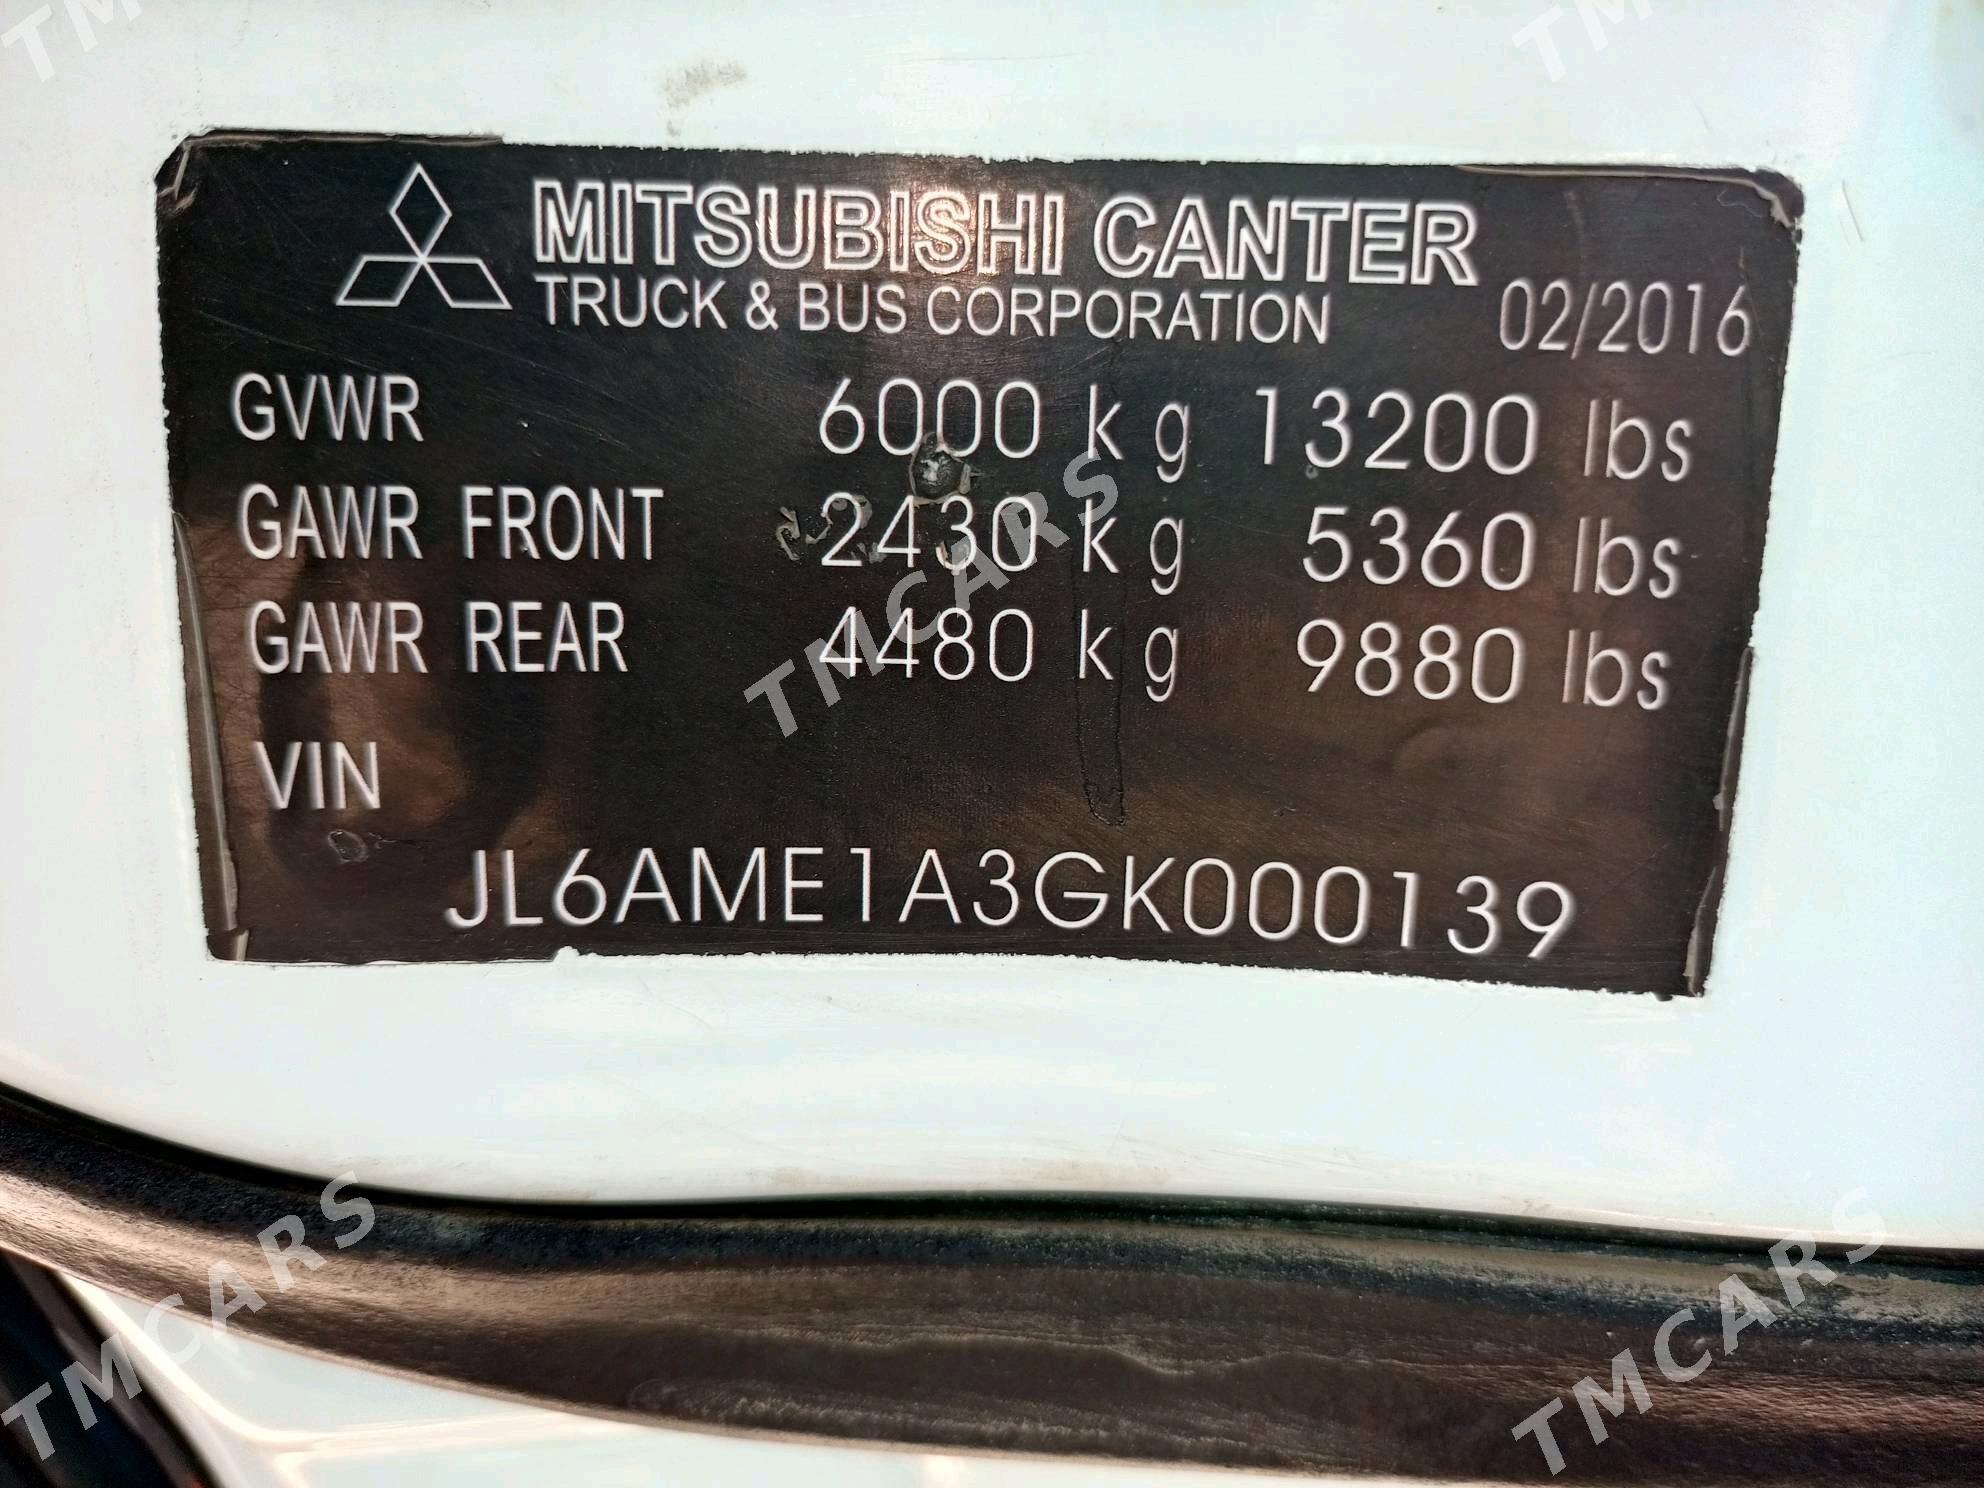 TMCARS
TMCARS
MITSUBISHI CANTER
TRUCK & BUS CORPORATION 02/2016
GVWR 6000 kg 13200 lbs
GAWR FRONT 2430 kg 5360 lbs
GAWR REAR 4480 kg 9880 lbs
TMCARS
VIN
JL6AME1A3GK000139
TMCARS
TMCARS